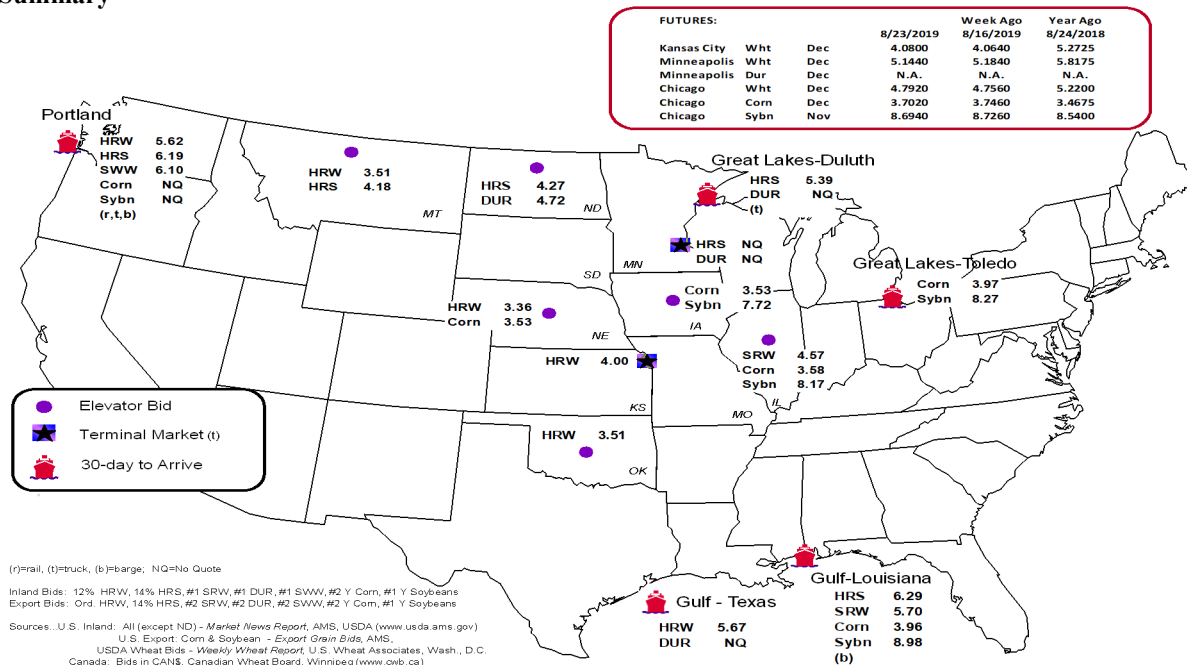 Summary
FUTURES: Week Ago Year Ago
8/23/2019 8/16/2019 8/24/2018
Kansas City Wht Dec 4.0800 4.0640 5.2725
Minneapolis Wht Dec 5.1440 5.1840 5.8175
Minneapolis Dur Dec N.A. N.A. N.A.
Chicago Wht Dec 4.7920 4.7560 5.2200
Chicago Corn Dec 3.7020 3.7460 3.4675
Chicago Sybn Nov 8.6940 8.7260 8.5400
Portland
HRW 5.62
HRS 6.19
SWW 6.10
Corn NQ
Sybn NQ
(r,t,b)
HRW 3.51
HRS 4.18
MT
HRS 4.27
DUR 4.72
ND
Great Lakes-Duluth
HRS 5.39
DUR NQ
(t)
HRS NQ
DUR NQ
MN
SD
Great Lakes-Toledo
Corn 3.97
Sybn 8.27
Corn 3.53
Sybn 7.72
IA
HRW 3.36
Corn 3.53
NE
SRW 4.57
Corn 3.58
Sybn 8.17
IL
HRW 4.00
KS
MO
HRW 3.51
OK
Elevator Bid
Terminal Market (t)
30-day to Arrive
Gulf-Louisiana
HRS 6.29
SRW 5.70
Corn 3.96
Sybn 8.98
(b)
Gulf - Texas
HRW 5.67
DUR NQ
(r)=rail, (t)=truck, (b)=barge; NQ=No Quote
Inland Bids: 12% HRW, 14% HRS, #1 SRW, #1 DUR, #1 SWW, #2 Y Corn, #1 Y Soybeans
Export Bids: Ord. HRW, 14% HRS, #2 SRW, #2 DUR, #2 SWW, #2 Y Corn, #1 Y Soybeans
Sources...U.S. Inland: All (except ND) - Market News Report, AMS, USDA (www.usda.ams.gov)
U.S. Export: Corn & Soybean - Export Grain Bids, AMS,
USDA Wheat Bids - Weekly Wheat Report, U.S. Wheat Associates, Wash., D.C.
Canada: Bids in CAN$, Canadian Wheat Board, Winnipeg (www.cwb.ca)